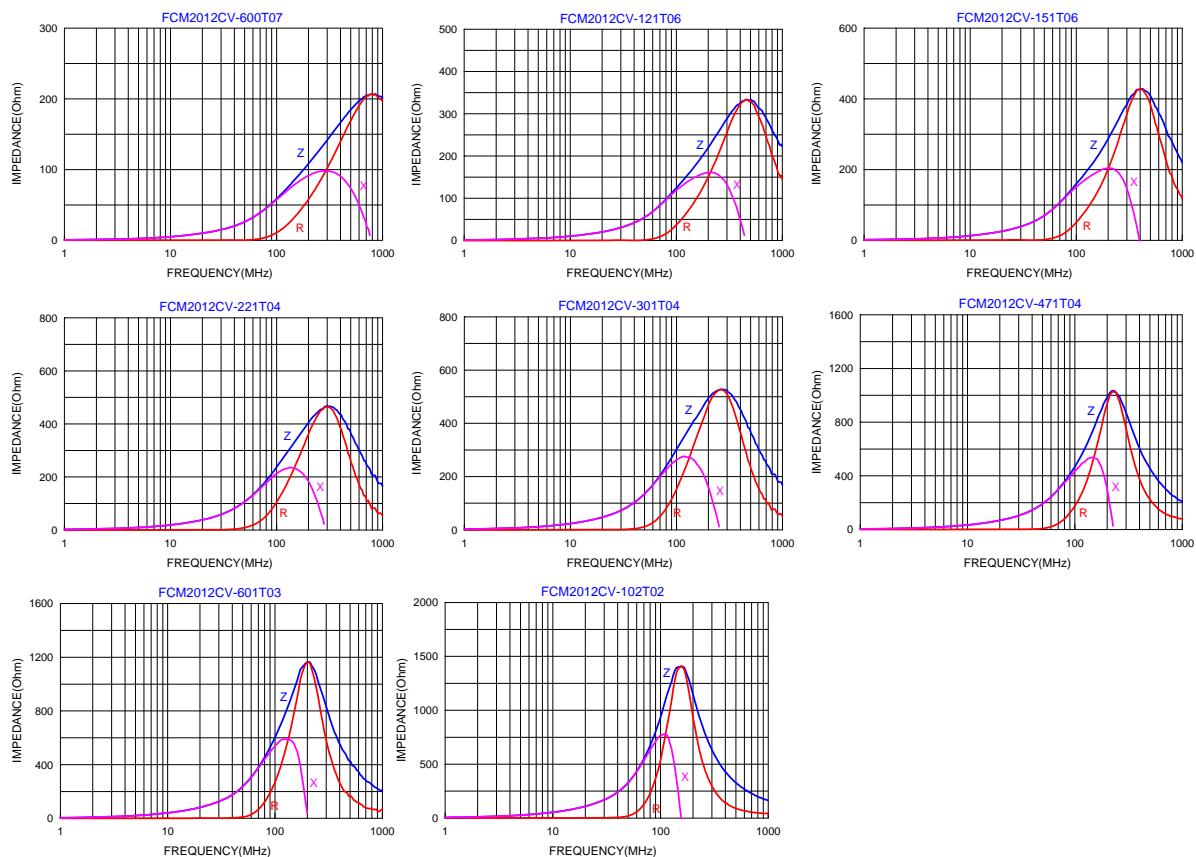 FCM2012CV-600T07
300
200
100
0
IMPEDANCE(Ohm)
Z
X
R
1
10
100
1000
FREQUENCY(MHz)
FCM2012CV-121T06
500
400
300
200
100
0
IMPEDANCE(Ohm)
Z
X
R
1
10
100
1000
FREQUENCY(MHz)
FCM2012CV-151T06
600
400
200
0
IMPEDANCE(Ohm)
Z
X
R
1
10
100
1000
FREQUENCY(MHz)
FCM2012CV-221T04
800
600
400
200
0
IMPEDANCE(Ohm)
Z
X
R
1
10
100
1000
FREQUENCY(MHz)
FCM2012CV-301T04
800
600
400
200
0
IMPEDANCE(Ohm)
Z
X
R
1
10
100
1000
FREQUENCY(MHz)
FCM2012CV-471T04
1600
1200
800
400
0
IMPEDANCE(Ohm)
Z
X
R
1
10
100
1000
FREQUENCY(MHz)
FCM2012CV-601T03
1600
1200
800
400
0
IMPEDANCE(Ohm)
Z
X
R
1
10
100
1000
FREQUENCY(MHz)
FCM2012CV-102T02
2000
1500
1000
500
0
IMPEDANCE(Ohm)
Z
X
R
1
10
100
1000
FREQUENCY(MHz)